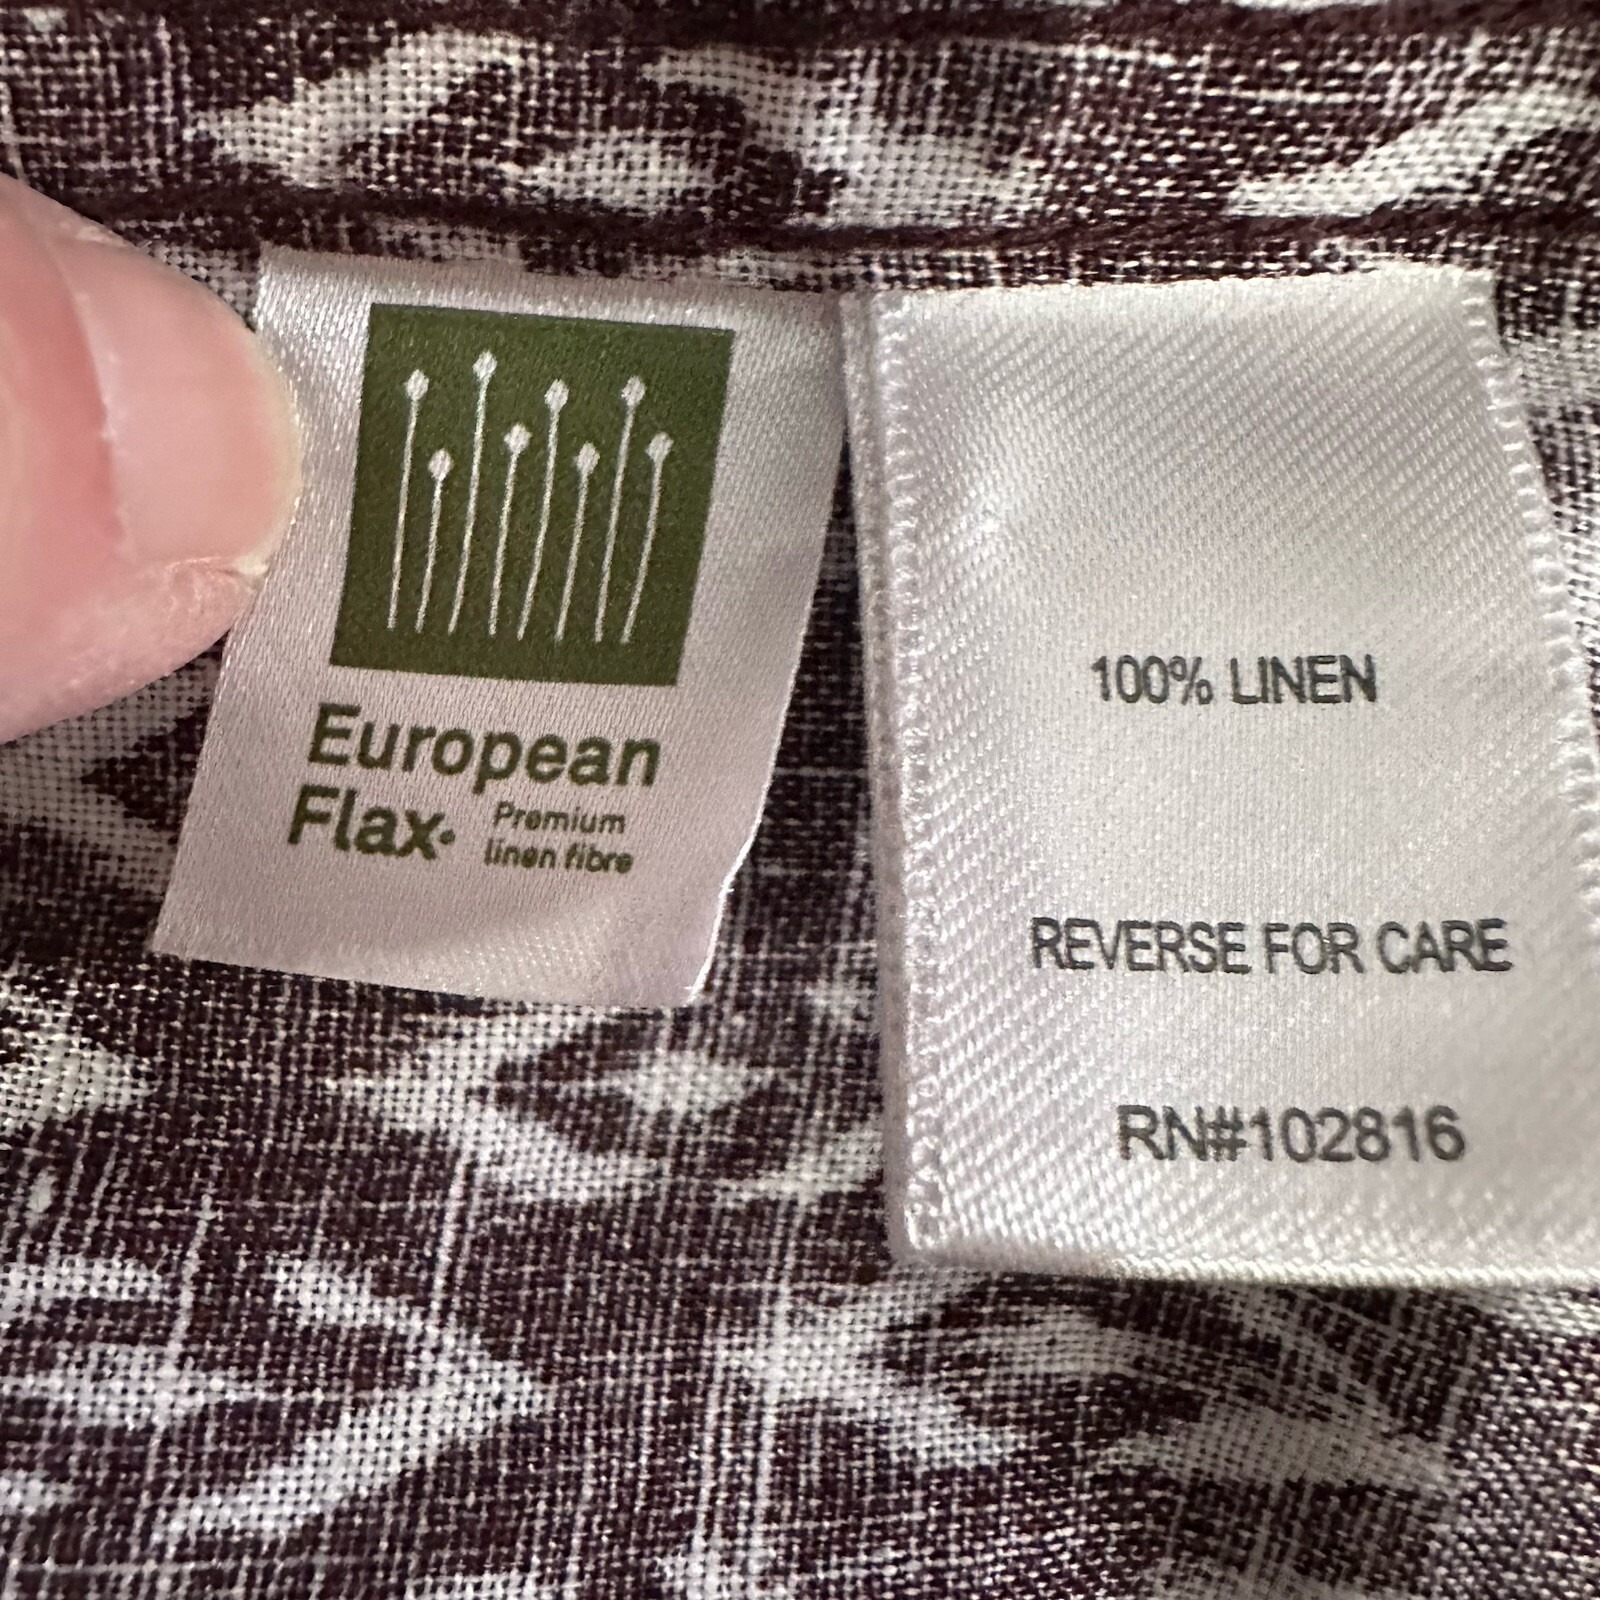 European
Flax.
Premium
linen fibre
100% LINEN
REVERSE FOR CARE
RN#102816